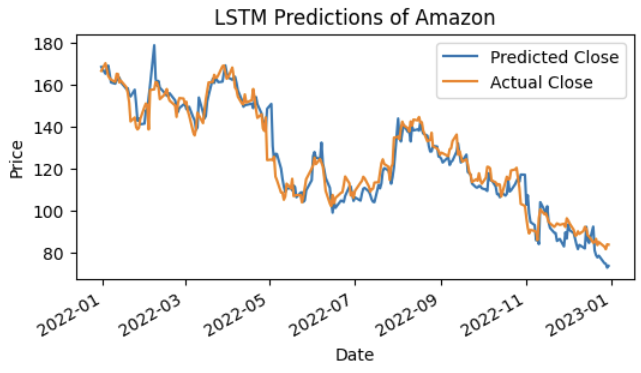 LSTM Predictions of Amazon
Predicted Close
Actual Close
Price
180
160
140
120
100
80
2022-01
2022-03
2022-05
2022-07
2022-09
2022-11
2023-01
Date